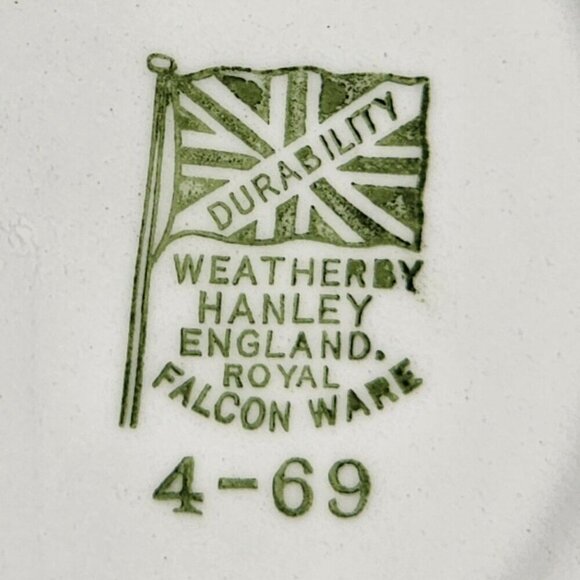 DURABILITY
WEATHERBY
HANLEY
ENGLAND.
ROYAL
FALCON WARE
4-69